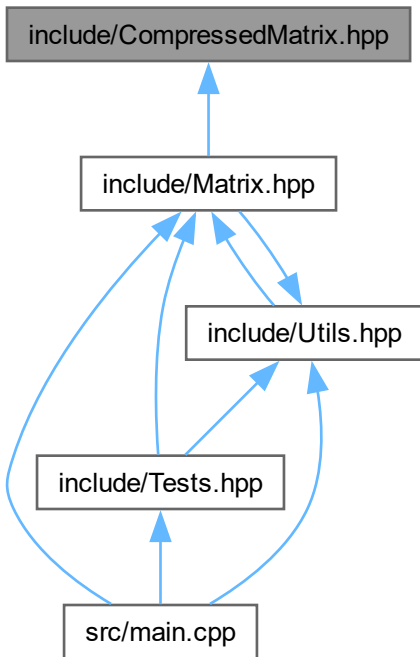 include/CompressedMatrix.hpp
include/Matrix.hpp
include/Utils.hpp
include/Tests.hpp
src/main.cpp